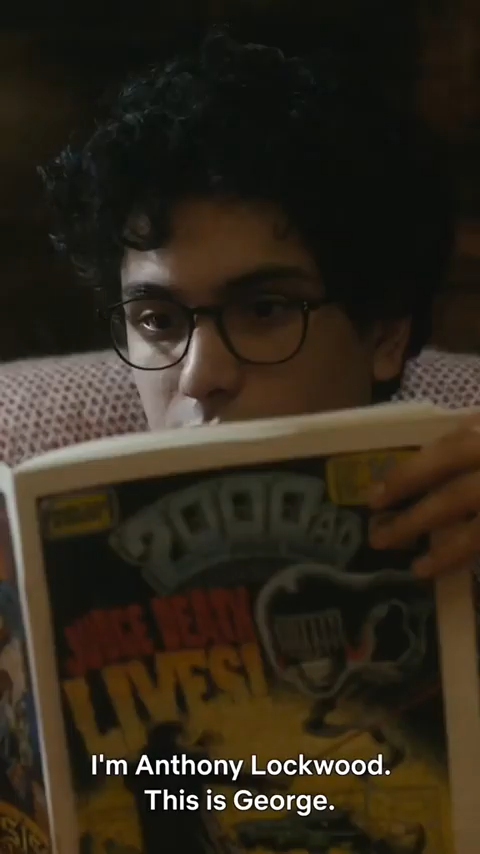 2000 AD
JUDGE DEATH
LIVES!
I'm Anthony Lockwood.
This is George.